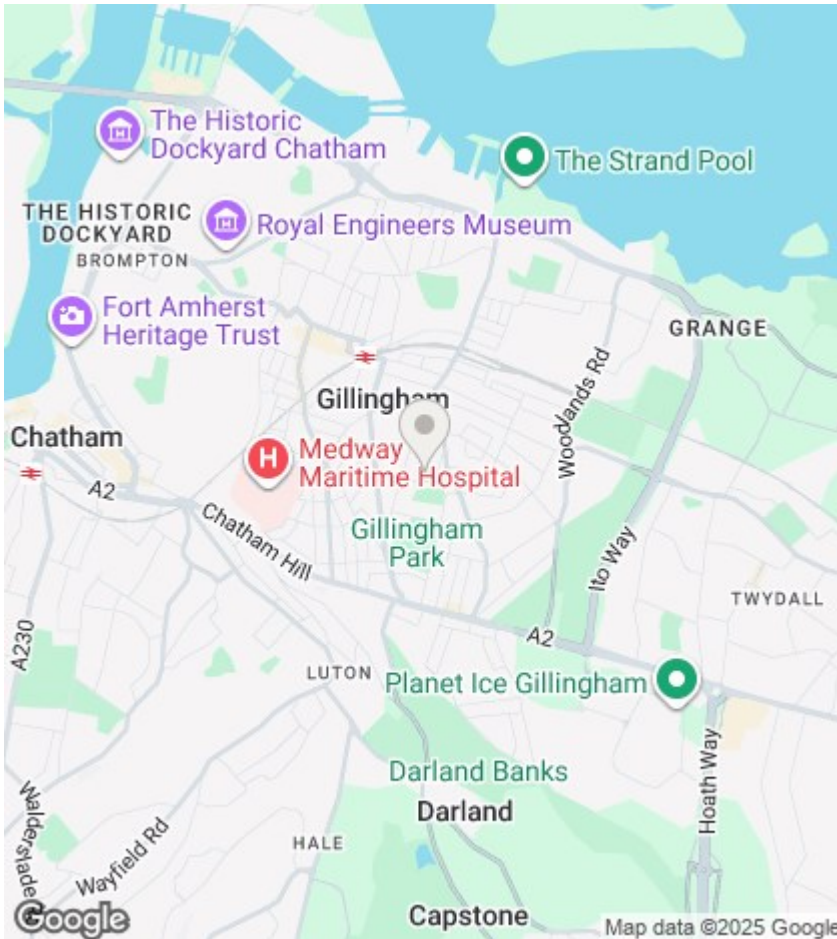 The Historic
Dockyard Chatham
The Strand Pool
THE HISTORIC
DOCKYARD
Royal Engineers Museum
BROMPTON
Fort Amherst
Heritage Trust
GRANGE
Woodlands Rd
Gillingham
Chatham
H
Medway
Maritime Hospital
A2
Chatham Hill
Gillingham
Park
Ito Way
TWYDALL
A2
A230
LUTON
Planet Ice Gillingham
Darland Banks
Hoath Way
Darland
Walderslade
HALE
Wayfield Rd
Capstone
Google
Map data ©2025 Google